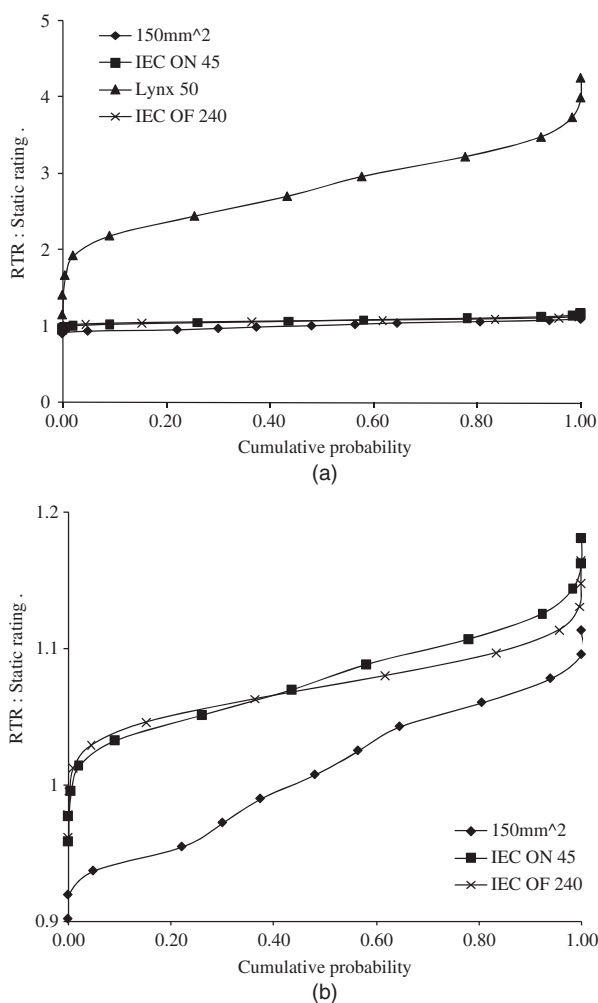 150mm^2
IEC ON 45
Lynx 50
IEC OF 240
5
4
3
2
1
0
RTR : Static rating .
0.00 0.20 0.40 0.60 0.80 1.00
Cumulative probability
(a)
1.2
1.1
1
0.9
RTR : Static rating .
150mm^2
IEC ON 45
IEC OF 240
0.00 0.20 0.40 0.60 0.80 1.00
Cumulative probability
(b)